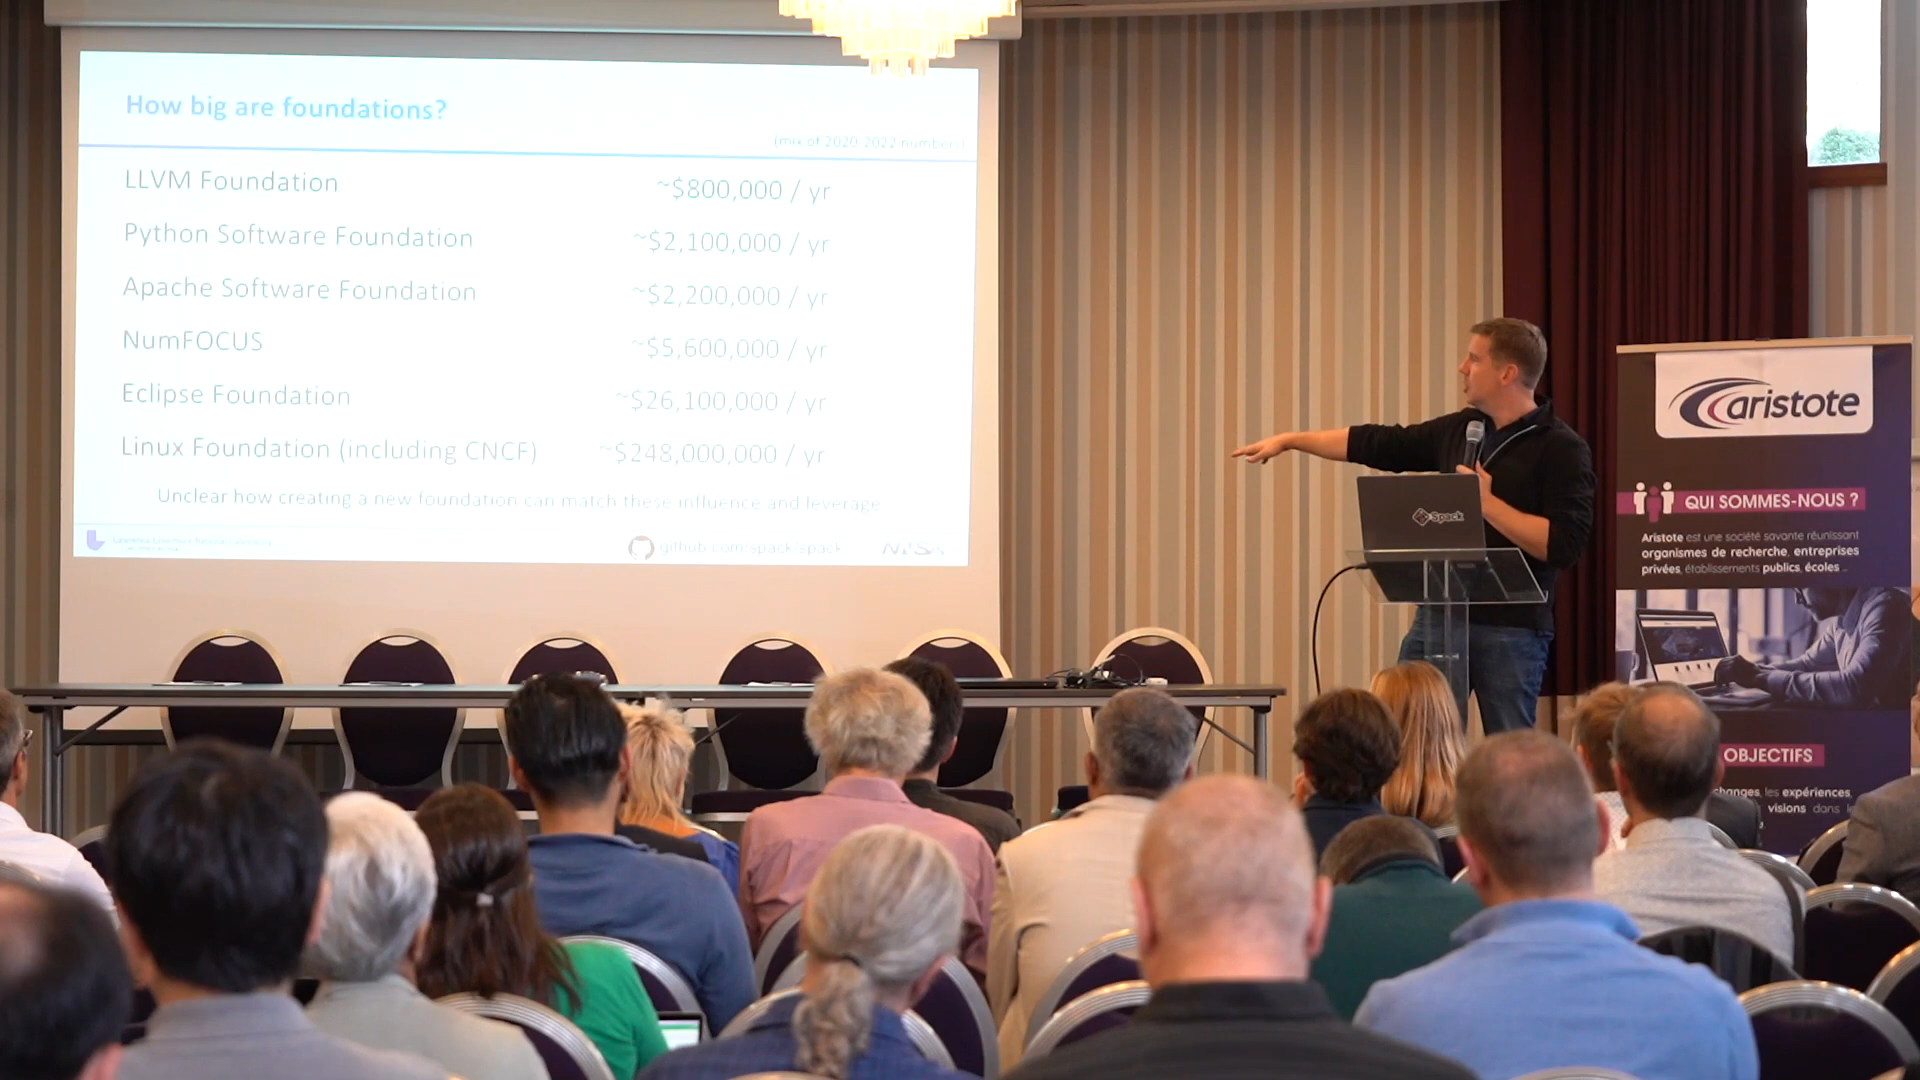 How big are foundations?
(mix of 2020-2022 numbers)
LLVM Foundation ~$800,000 / yr
Python Software Foundation ~$2,100,000 / yr
Apache Software Foundation ~$2,200,000 / yr
NumFOCUS ~$5,600,000 / yr
Eclipse Foundation ~$26,100,000 / yr
Linux Foundation (including CNCF) ~$248,000,000 / yr
Unclear how creating a new foundation can match these influence and leverage
Lawrence Livermore National Laboratory
github.com/spack/spack
Spack
aristote
QUI SOMMES-NOUS ?
Aristote est une société savante réunissant
organismes de recherche, entreprises
privées, établissements publics, écoles ...
OBJECTIFS
changes, les expériences,
visions dans